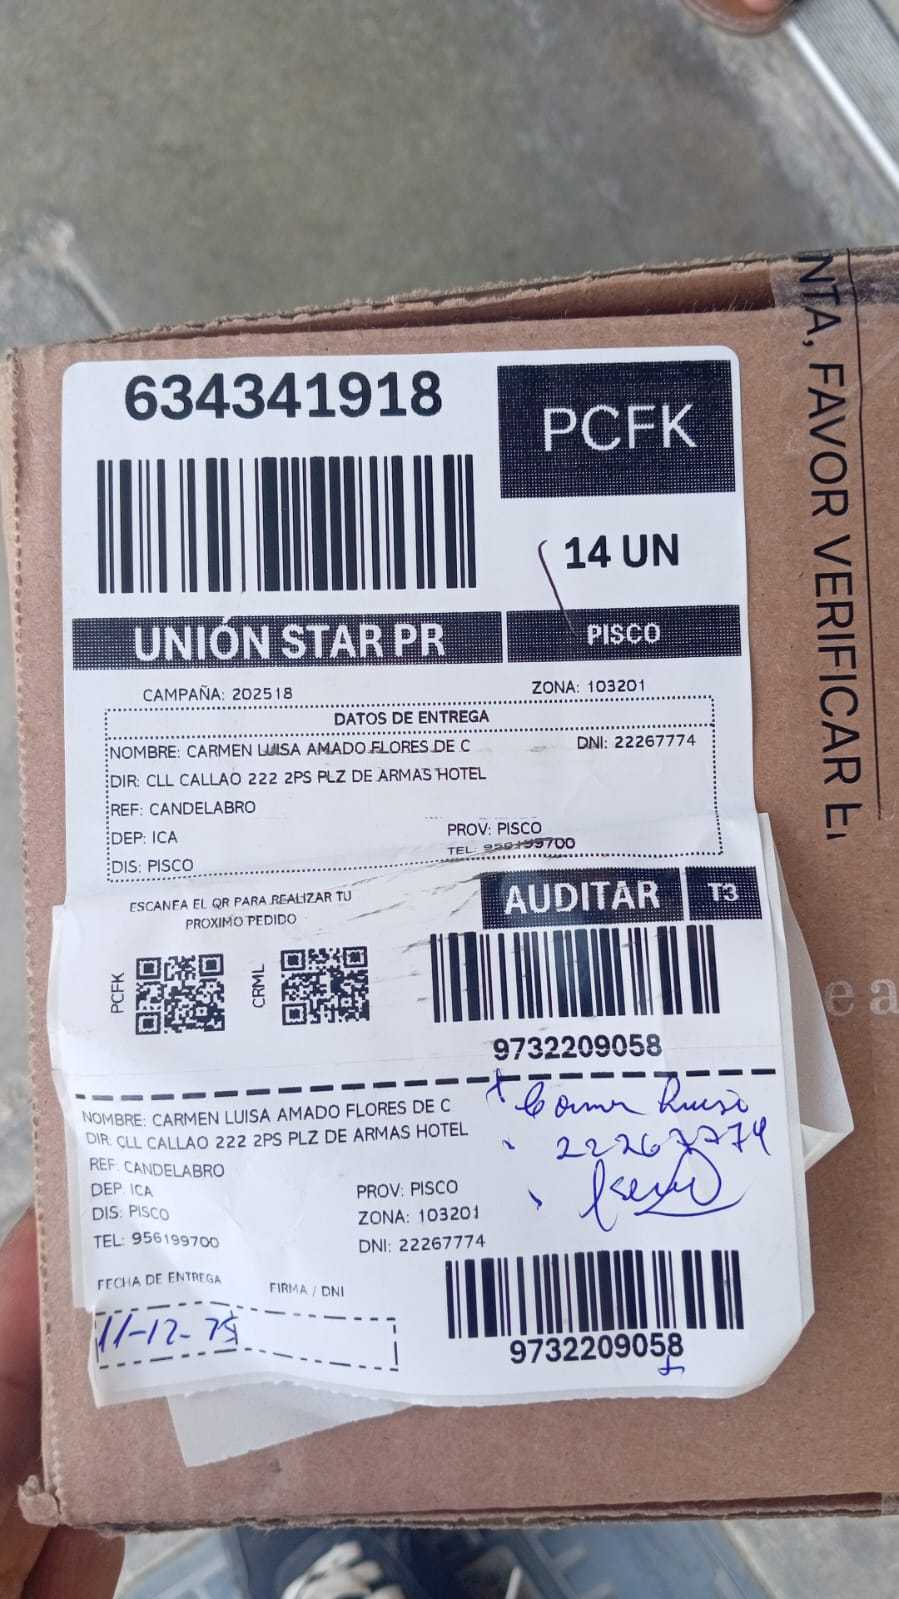 634341918
PCFK
14 UN
UNIÓN STAR PR
PISCO
CAMPAÑA: 202518
ZONA: 103201
DATOS DE ENTREGA
NOMBRE: CARMEN LUISA AMADO FLORES DE C
DNI: 22267774
DIR: CLL CALLAO 222 2PS PLZ DE ARMAS HOTEL
REF: CANDELABRO
DEP: ICA
PROV: PISCO
DIS: PISCO
TEL: 956199700
ESCANEA EL QR PARA REALIZAR TU
PROXIMO PEDIDO
AUDITAR
T3
PCFK
CRML
9732209058
NOMBRE: CARMEN LUISA AMADO FLORES DE C
DIR: CLL CALLAO 222 2PS PLZ DE ARMAS HOTEL
REF: CANDELABRO
DEP: ICA
PROV: PISCO
DIS: PISCO
ZONA: 103201
TEL: 956199700
DNI: 22267774
22267774
FECHA DE ENTREGA
FIRMA / DNI
9732209058
NTA, FAVOR VERIFICAR E
e a